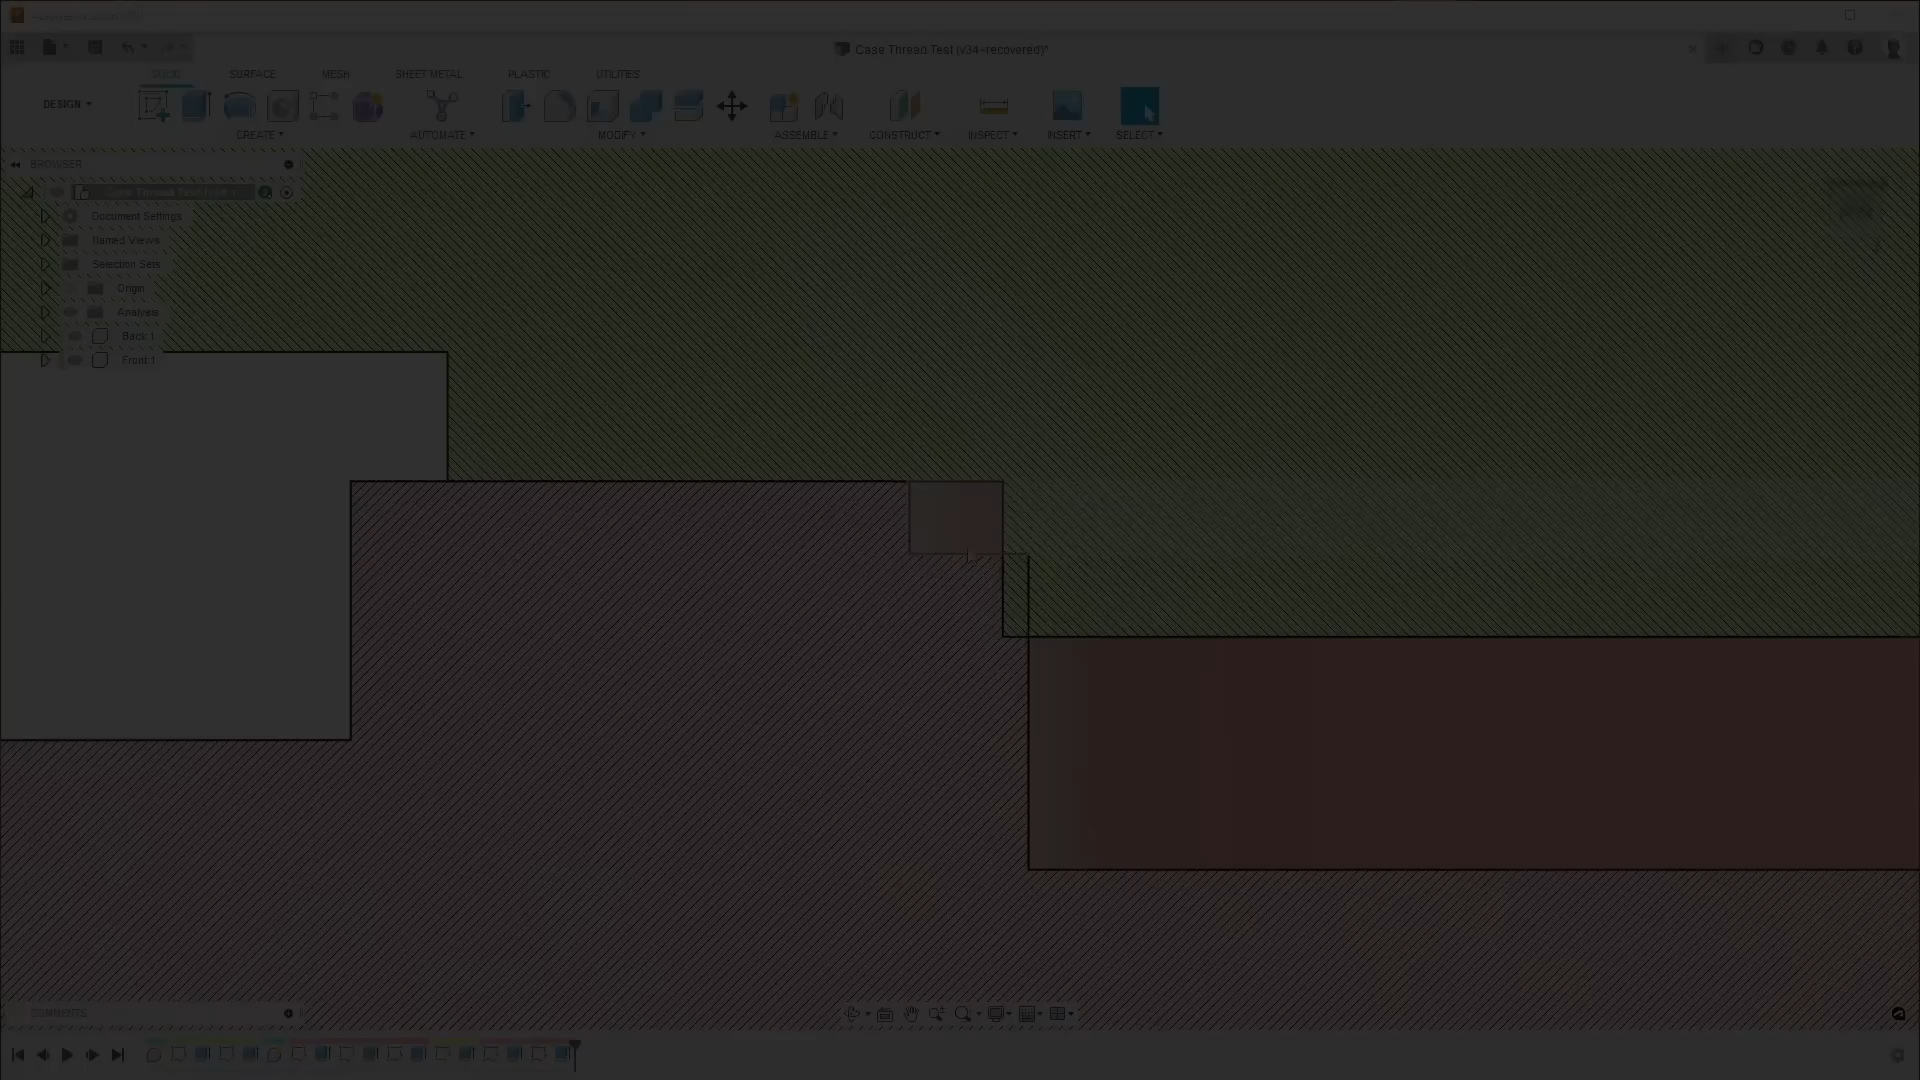 Case Thread Test (v34~recovered)*
SOLID SURFACE MESH SHEET METAL PLASTIC UTILITIES
DESIGN
CREATE AUTOMATE MODIFY ASSEMBLE CONSTRUCT INSPECT INSERT SELECT
BROWSER
Document Settings
Named Views
Selection Sets
Origin
Analysis
Back:1
Front:1
COMMENTS